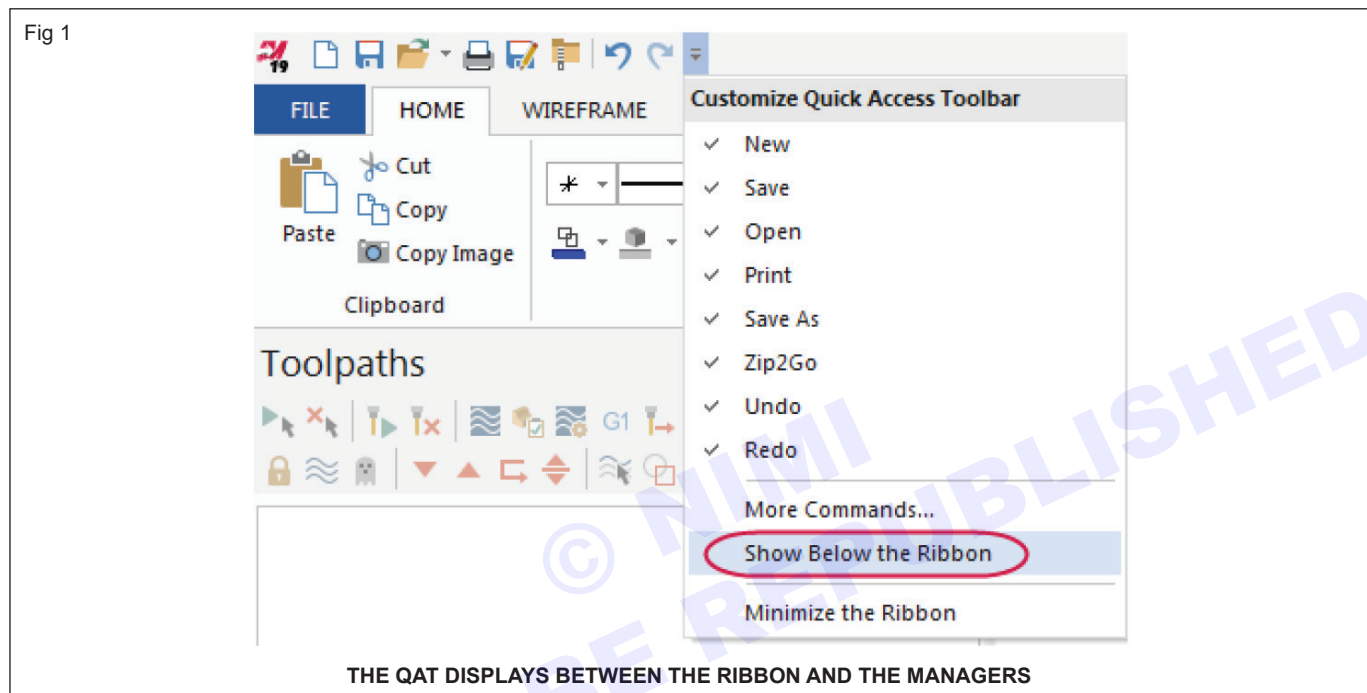 Fig 1
19
FILE HOME WIREFRAME
Customize Quick Access Toolbar
New
Save
Open
Print
Save As
Zip2Go
Undo
Redo
More Commands...
Show Below the Ribbon
Minimize the Ribbon
Paste
Cut
Copy
Copy Image
Clipboard
Toolpaths
G1
© NIMI
BE REPUBLISHED
THE QAT DISPLAYS BETWEEN THE RIBBON AND THE MANAGERS